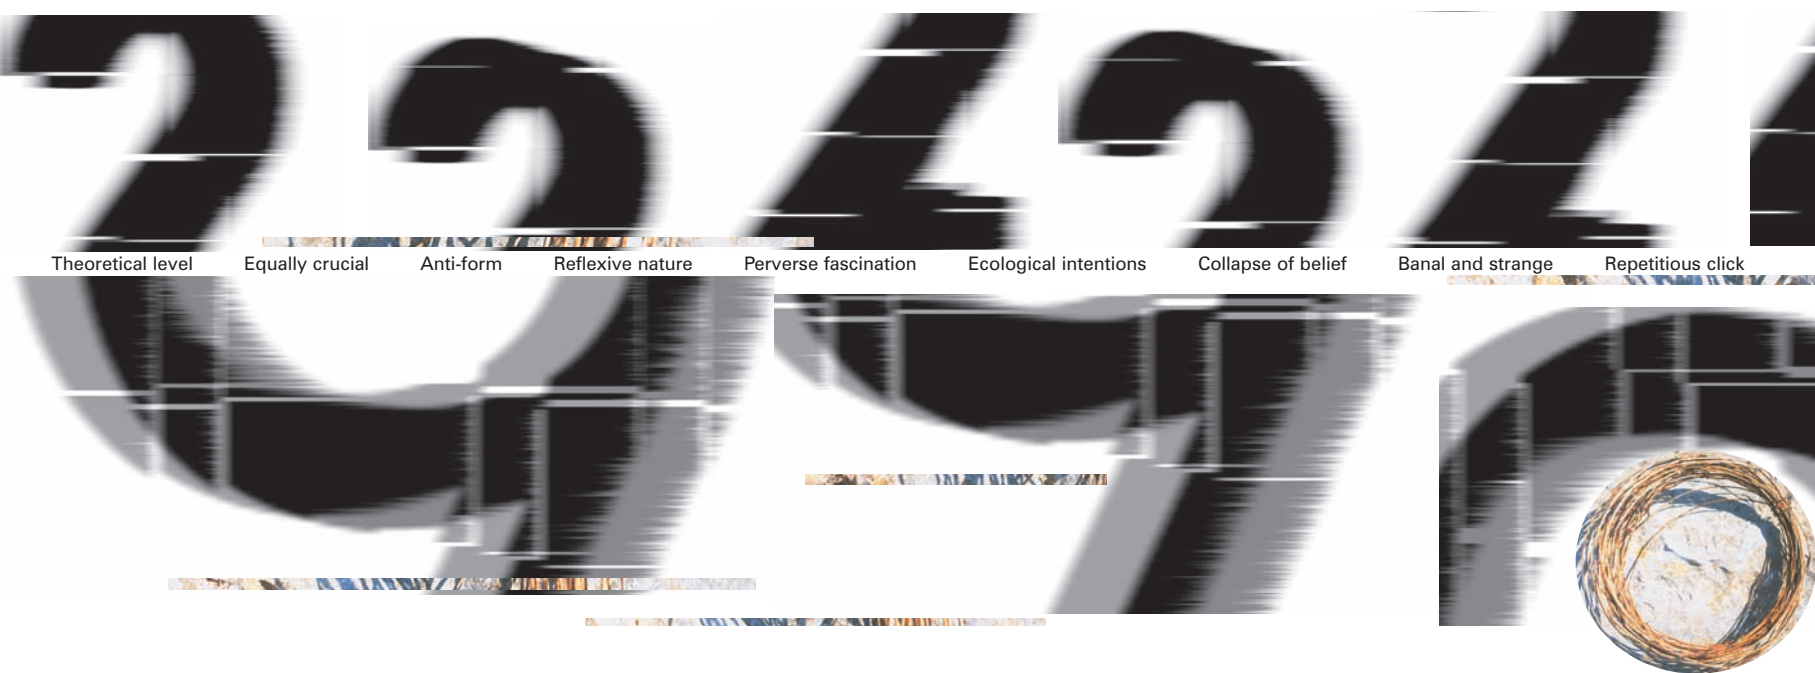 Theoretical level Equally crucial Anti-form Reflexive nature Perverse fascination Ecological intentions Collapse of belief Banal and strange Repetitious click